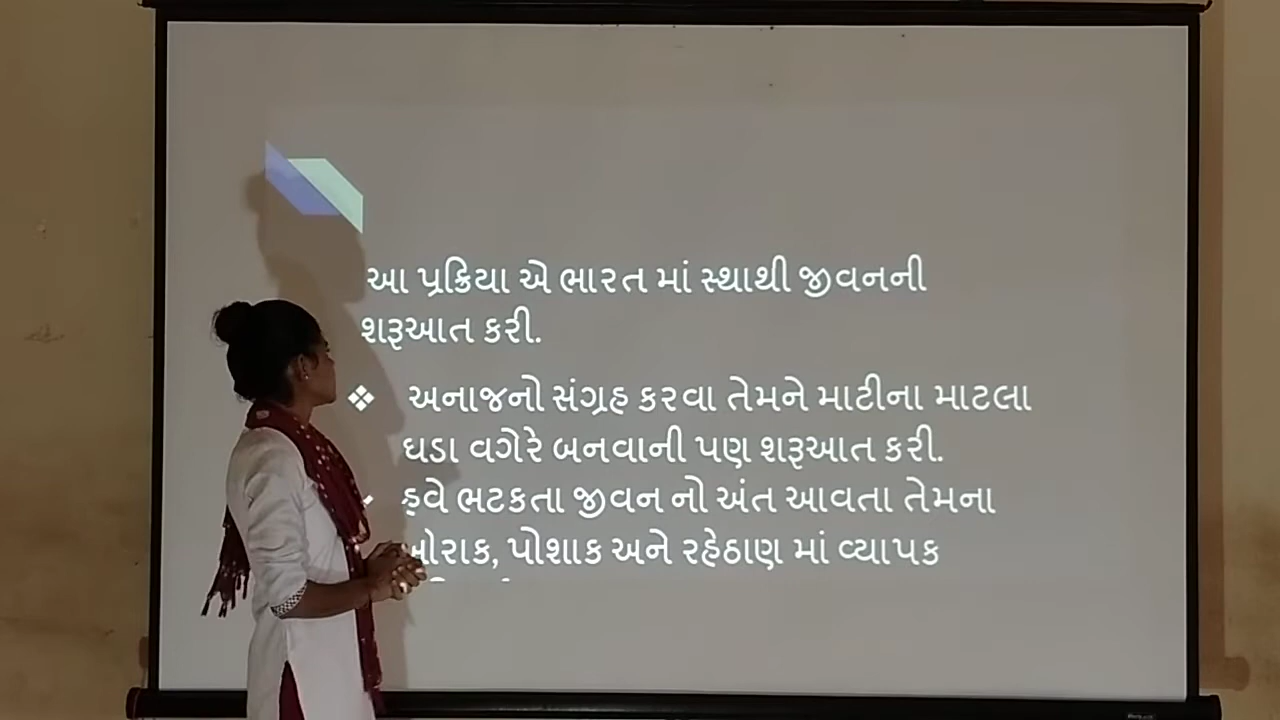 આ પ્રક્રિયા એ ભારત માં સ્થાથી જીવનની
શરૂઆત કરી.
❖ અનાજનો સંગ્રહ કરવા તેમને માટીના માટલા
ઘડા વગેરે બનવાની પણ શરૂઆત કરી.
હવે ભટકતા જીવન નો અંત આવતા તેમના
ખોરાક, પોશાક અને રહેઠાણ માં વ્યાપક